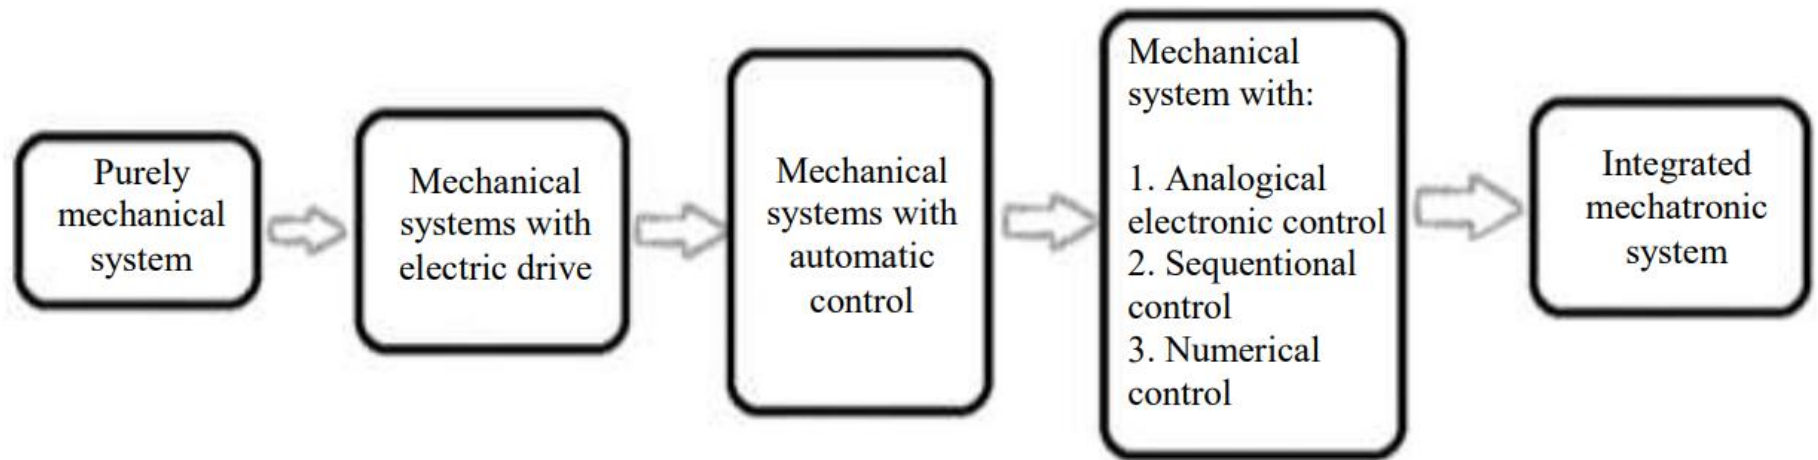 Purely
mechanical
system
Mechanical
systems with
electric drive
Mechanical
systems with
automatic
control
Mechanical
system with:
1. Analogical
electronic control
2. Sequentional
control
3. Numerical
control
Integrated
mechatronic
system